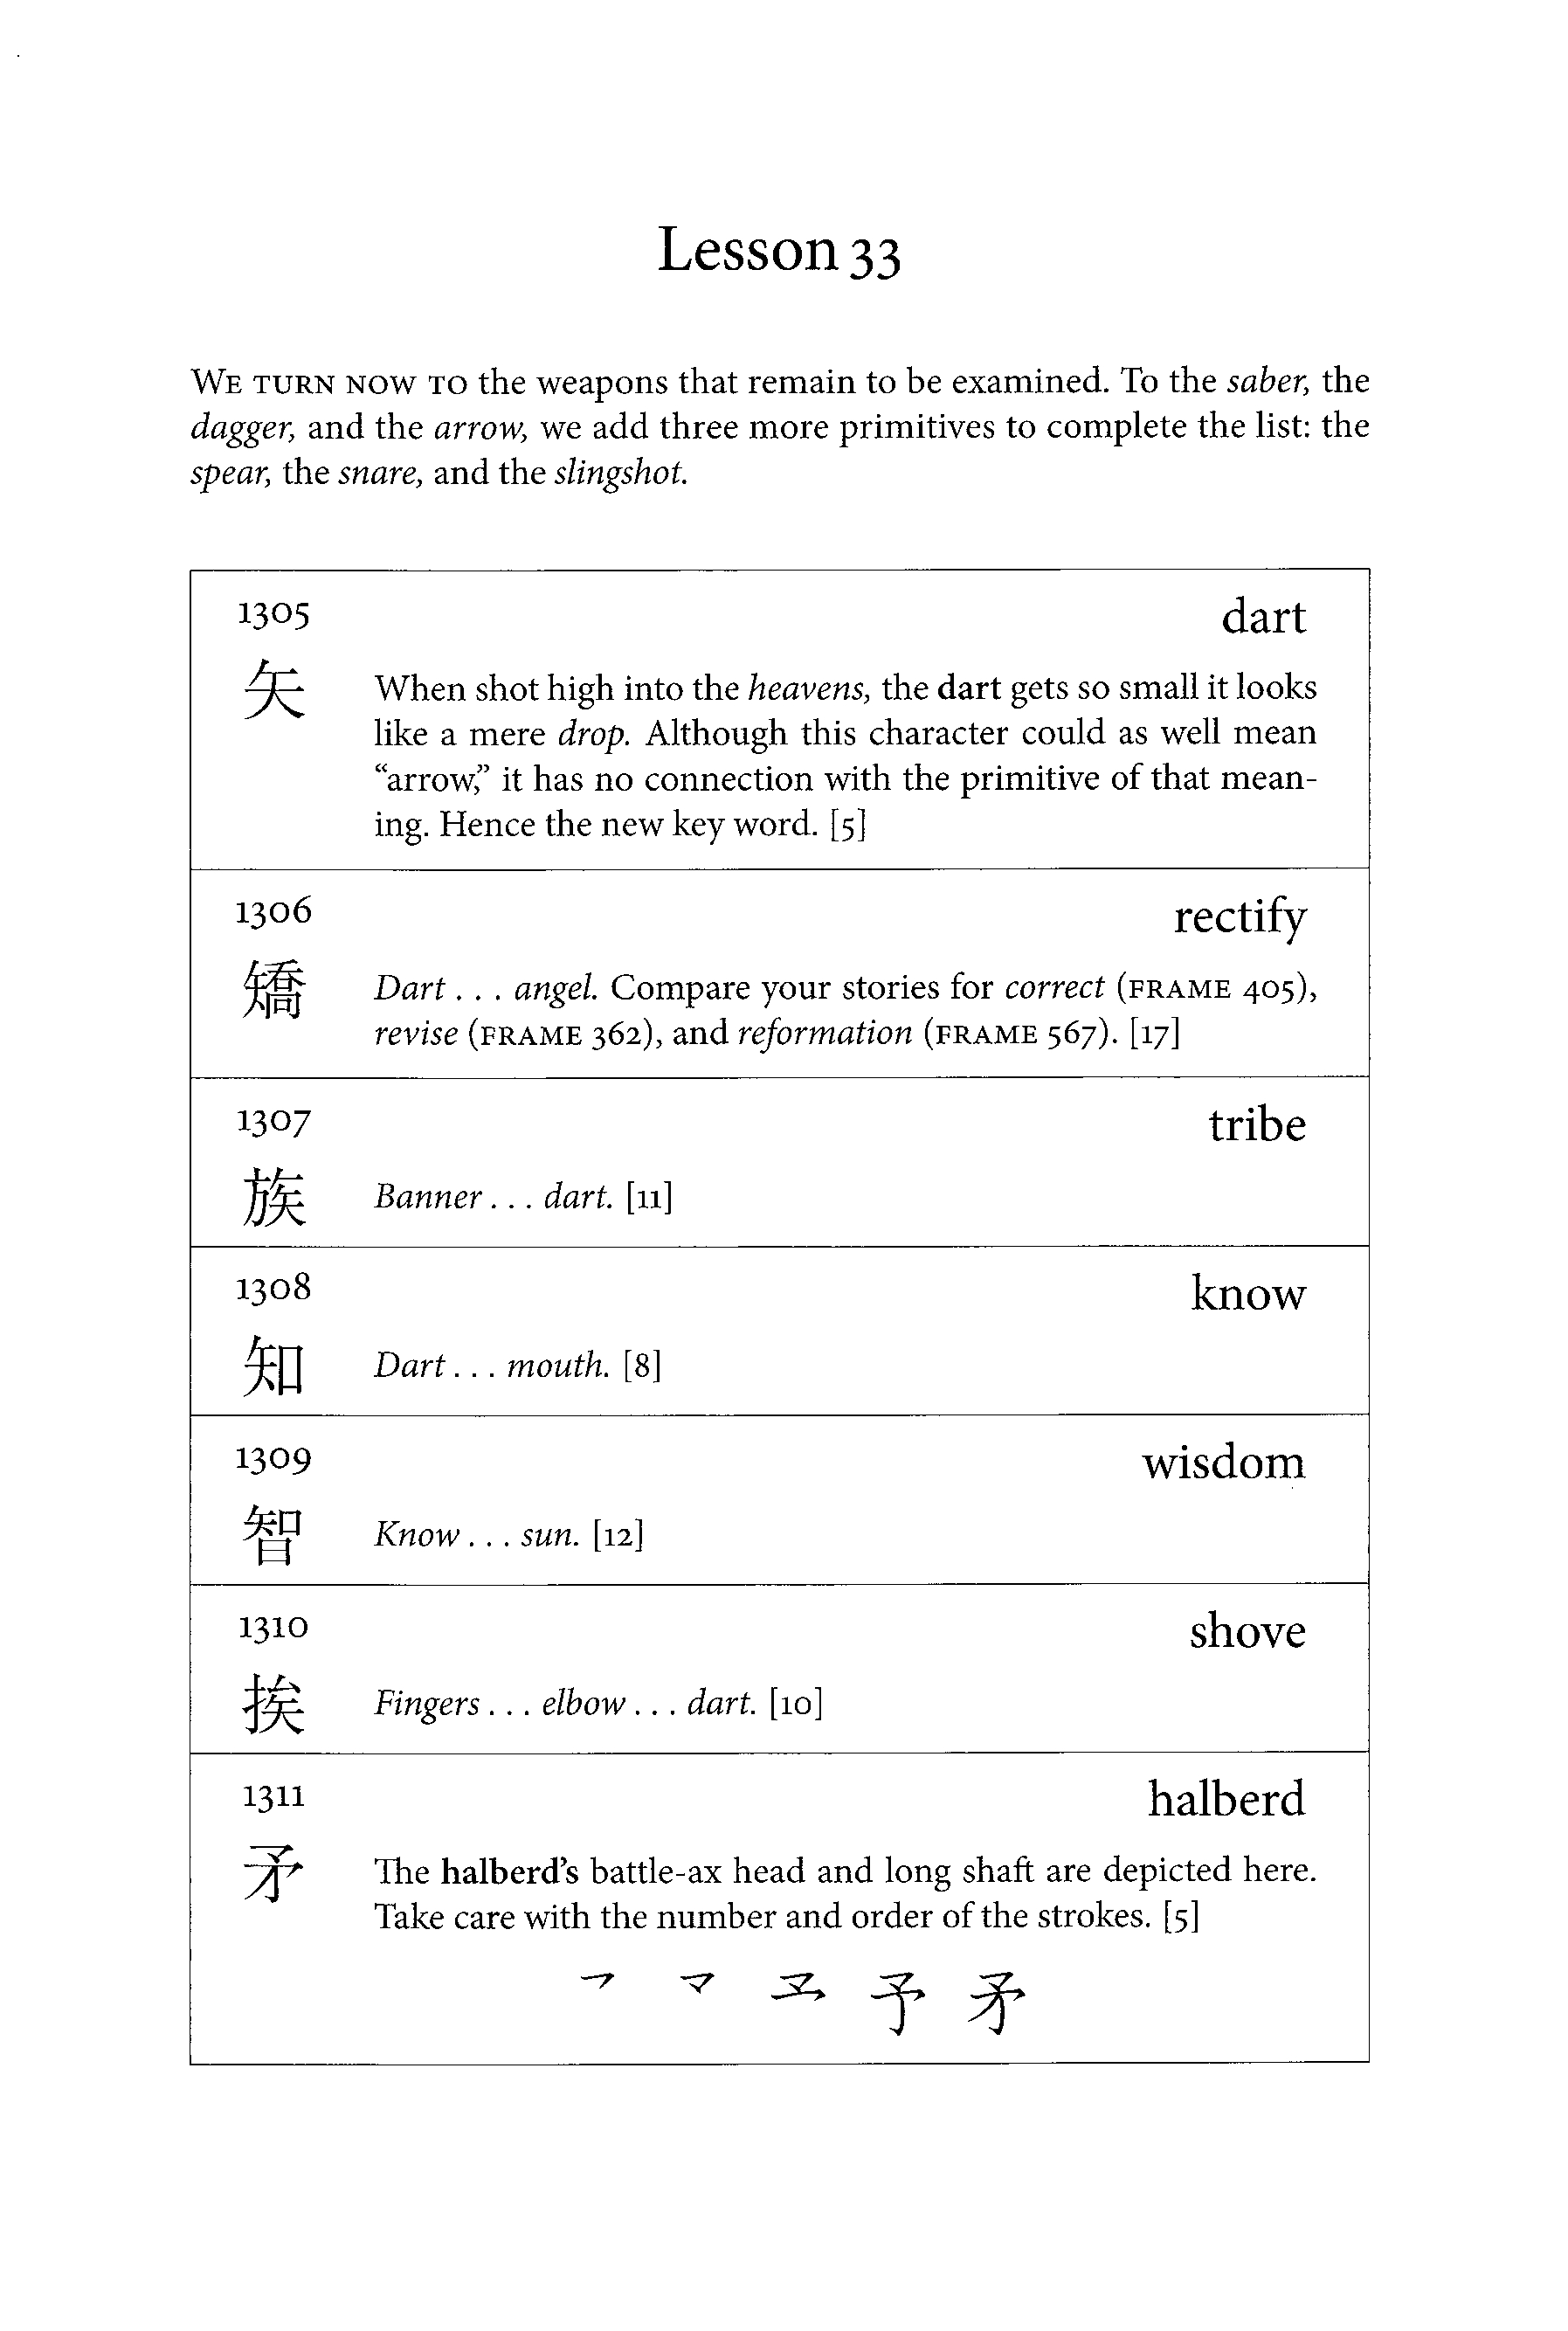 Lesson 33
WE TURN NOW TO the weapons that remain to be examined. To the saber, the
dagger, and the arrow, we add three more primitives to complete the list: the
spear, the snare, and the slingshot.
1305 dart
矢 When shot high into the heavens, the dart gets so small it looks
like a mere drop. Although this character could as well mean
“arrow,” it has no connection with the primitive of that mean-
ing. Hence the new key word. [5]
1306 rectify
矯 Dart . . . angel. Compare your stories for correct (FRAME 405),
revise (FRAME 362), and reformation (FRAME 567). [17]
1307 tribe
族 Banner . . . dart. [11]
1308 know
知 Dart . . . mouth. [8]
1309 wisdom
智 Know . . . sun. [12]
1310 shove
挨 Fingers . . . elbow . . . dart. [10]
1311 halberd
矛 The halberd’s battle-ax head and long shaft are depicted here.
Take care with the number and order of the strokes. [5]
乛 龴 予 矛